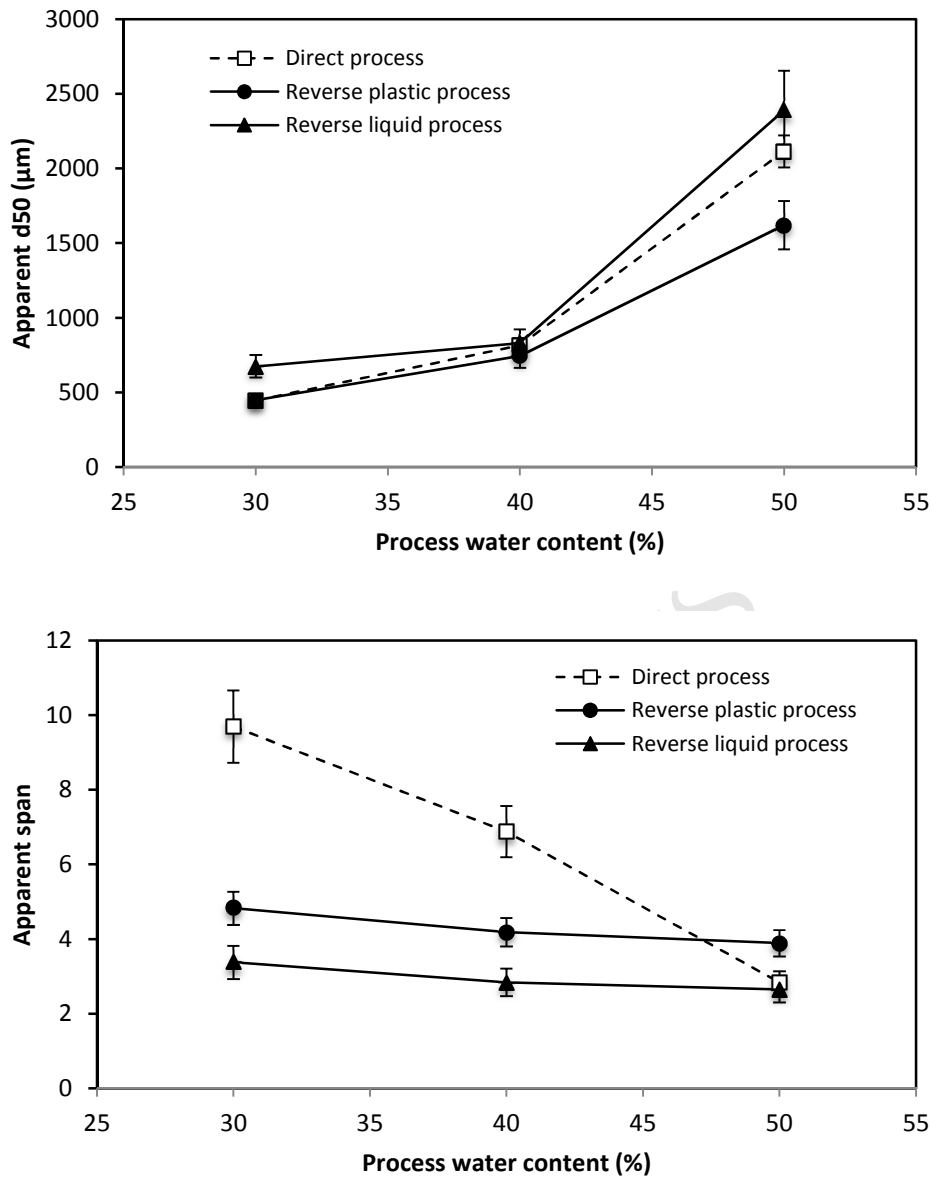 3000
2500
2000
1500
1000
500
0
Apparent d50 (µm)
Direct process
Reverse plastic process
Reverse liquid process
25 30 35 40 45 50 55
Process water content (%)
12
10
8
6
4
2
0
Apparent span
Direct process
Reverse plastic process
Reverse liquid process
25 30 35 40 45 50 55
Process water content (%)